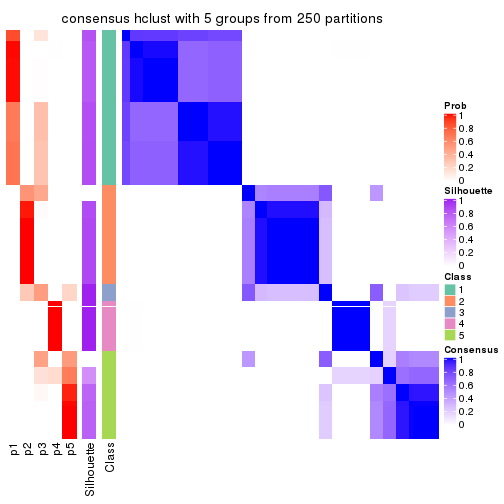 consensus hclust with 5 groups from 250 partitions
Prob
1
0.8
0.6
0.4
0.2
0
Silhouette
1
0.8
0.6
0.4
0.2
0
Class
1
2
3
4
5
Consensus
1
0.8
0.6
0.4
0.2
0
p1
p2
p3
p4
p5
Silhouette
Class